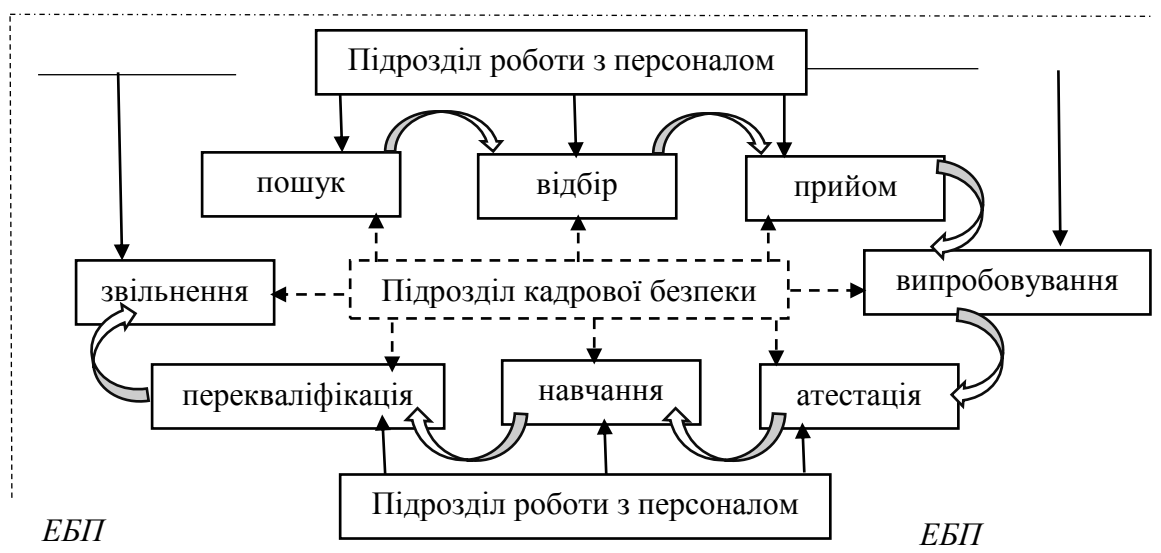 Підрозділ роботи з персоналом
пошук
відбір
прийом
звільнення
Підрозділ кадрової безпеки
випробовування
перекваліфікація
навчання
атестація
Підрозділ роботи з персоналом
ЕБП
ЕБП